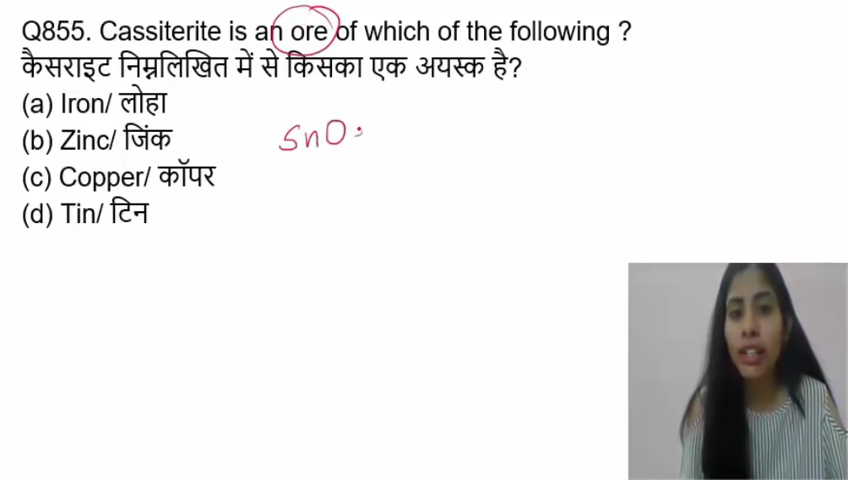 Q855. Cassiterite is an ore of which of the following ?
कैसराइट निम्नलिखित में से किसका एक अयस्क है?
(a) Iron/ लोहा
(b) Zinc/ जिंक
SnO
(c) Copper/ कॉपर
(d) Tin/ टिन